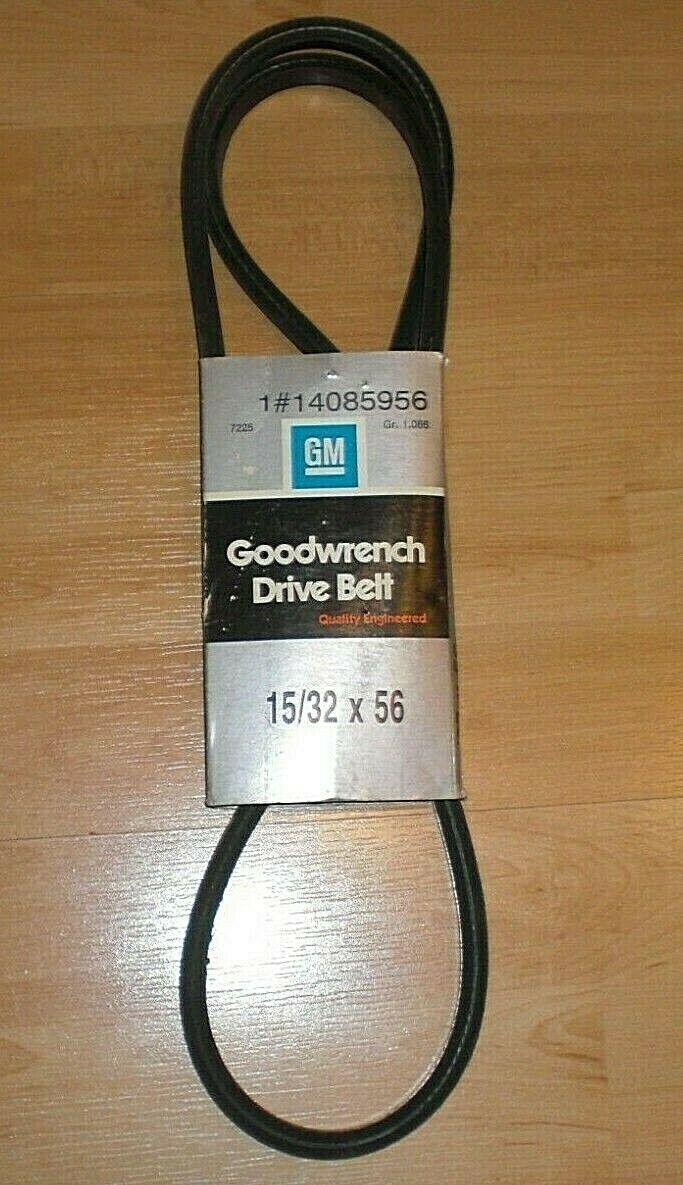 1#14085956
7225 Gr. 1.066
GM
Goodwrench
Drive Belt
Quality Engineered
15/32 x 56